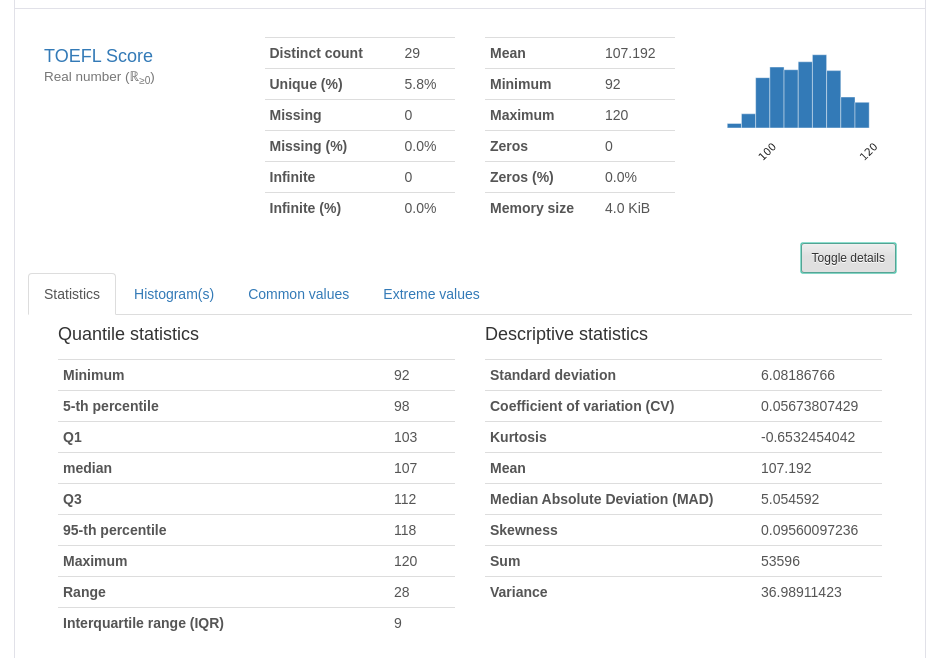 TOEFL Score
Real number (ℝ≥0)
Distinct count 29
Unique (%) 5.8%
Missing 0
Missing (%) 0.0%
Infinite 0
Infinite (%) 0.0%
Mean 107.192
Minimum 92
Maximum 120
Zeros 0
Zeros (%) 0.0%
Memory size 4.0 KiB
100 120
Toggle details
Statistics Histogram(s) Common values Extreme values
Quantile statistics
Minimum 92
5-th percentile 98
Q1 103
median 107
Q3 112
95-th percentile 118
Maximum 120
Range 28
Interquartile range (IQR) 9
Descriptive statistics
Standard deviation 6.08186766
Coefficient of variation (CV) 0.05673807429
Kurtosis -0.6532454042
Mean 107.192
Median Absolute Deviation (MAD) 5.054592
Skewness 0.09560097236
Sum 53596
Variance 36.98911423